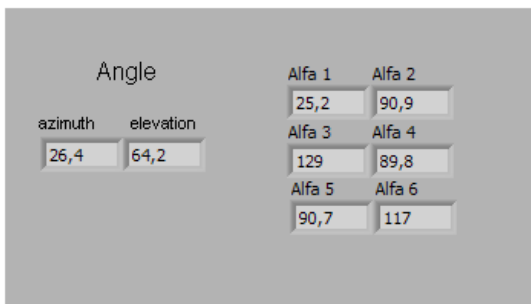 Angle
azimuth elevation
26,4 64,2
Alfa 1 Alfa 2
25,2 90,9
Alfa 3 Alfa 4
129 89,8
Alfa 5 Alfa 6
90,7 117